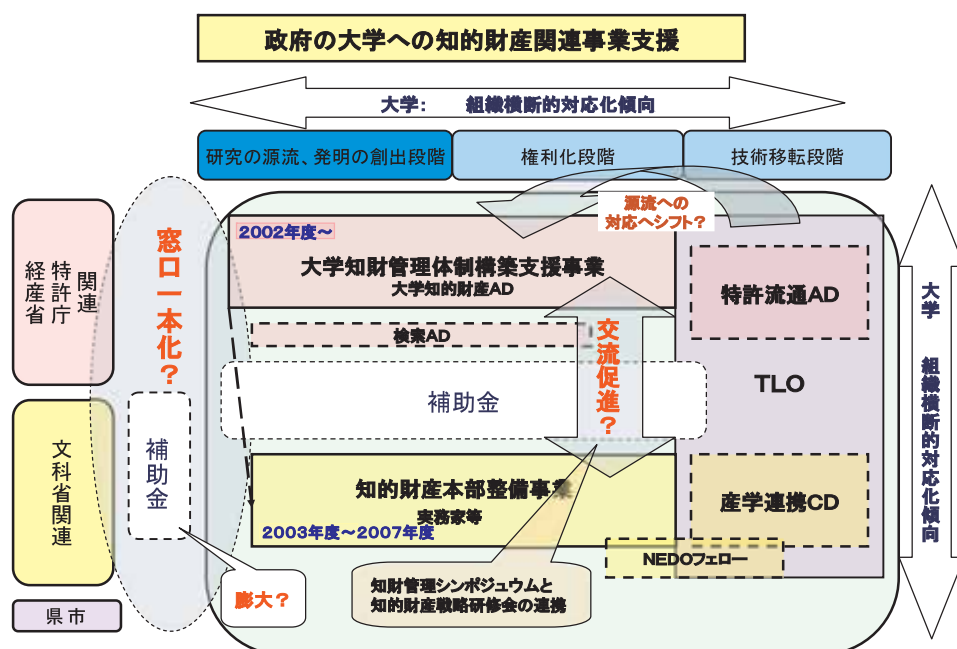 政府の大学への知的財産関連事業支援
大学: 組織横断的対応化傾向
研究の源流、発明の創出段階
権利化段階
技術移転段階
源流への
対応へシフト?
経産省
特許庁
関連
窓口一本化?
2002年度~
大学知財管理体制構築支援事業
大学知的財産AD
検索AD
特許流通AD
TLO
交流促進?
補助金
補助金
文科省関連
知的財産本部整備事業
実務家等
2003年度~2007年度
産学連携CD
NEDOフェロー
膨大?
知財管理シンポジュウムと
知的財産戦略研修会の連携
県市
大学 組織横断的対応化傾向